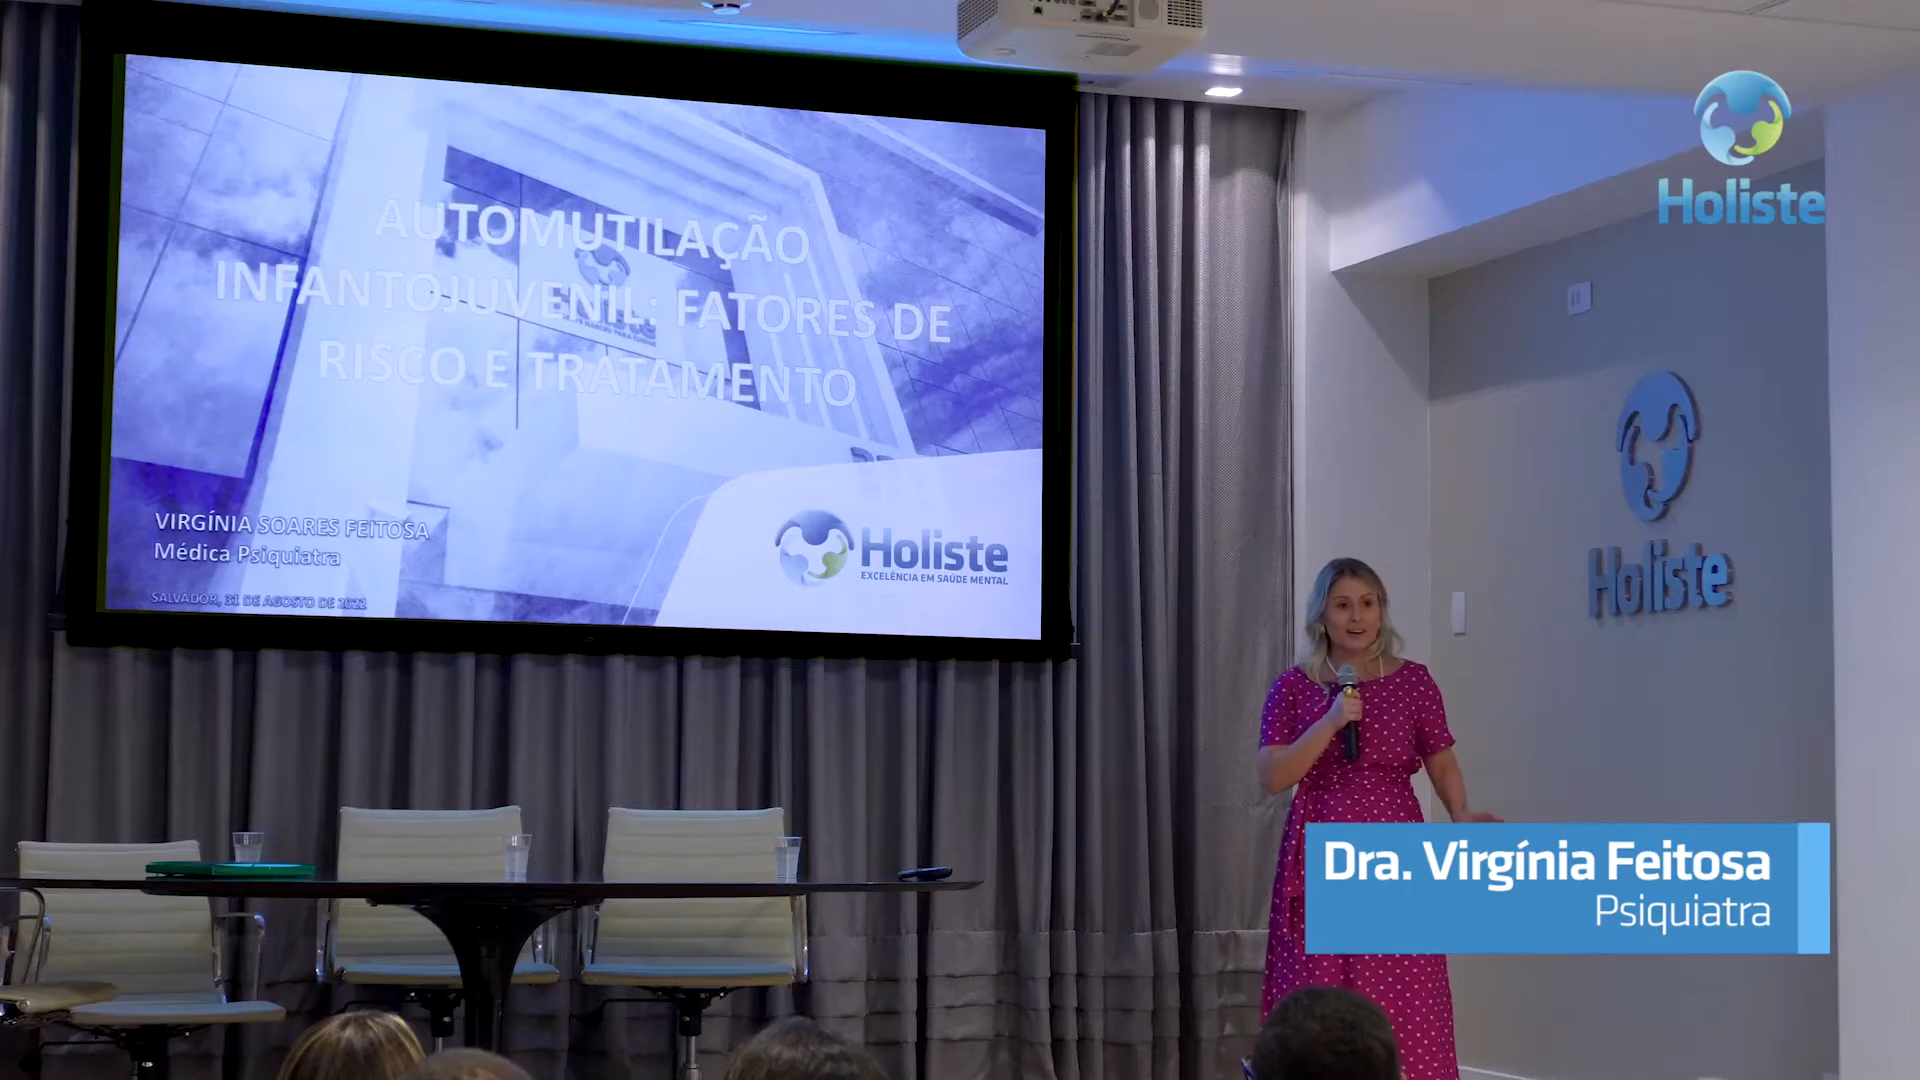 AUTOMUTILAÇÃO
INFANTOJUVENIL: FATORES DE
RISCO E TRATAMENTO
VIRGÍNIA SOARES FEITOSA
Médica Psiquiatra
SALVADOR, 31 DE AGOSTO DE 2022
Holiste
EXCELÊNCIA EM SAÚDE MENTAL
Holiste
Holiste
Dra. Virgínia Feitosa
Psiquiatra